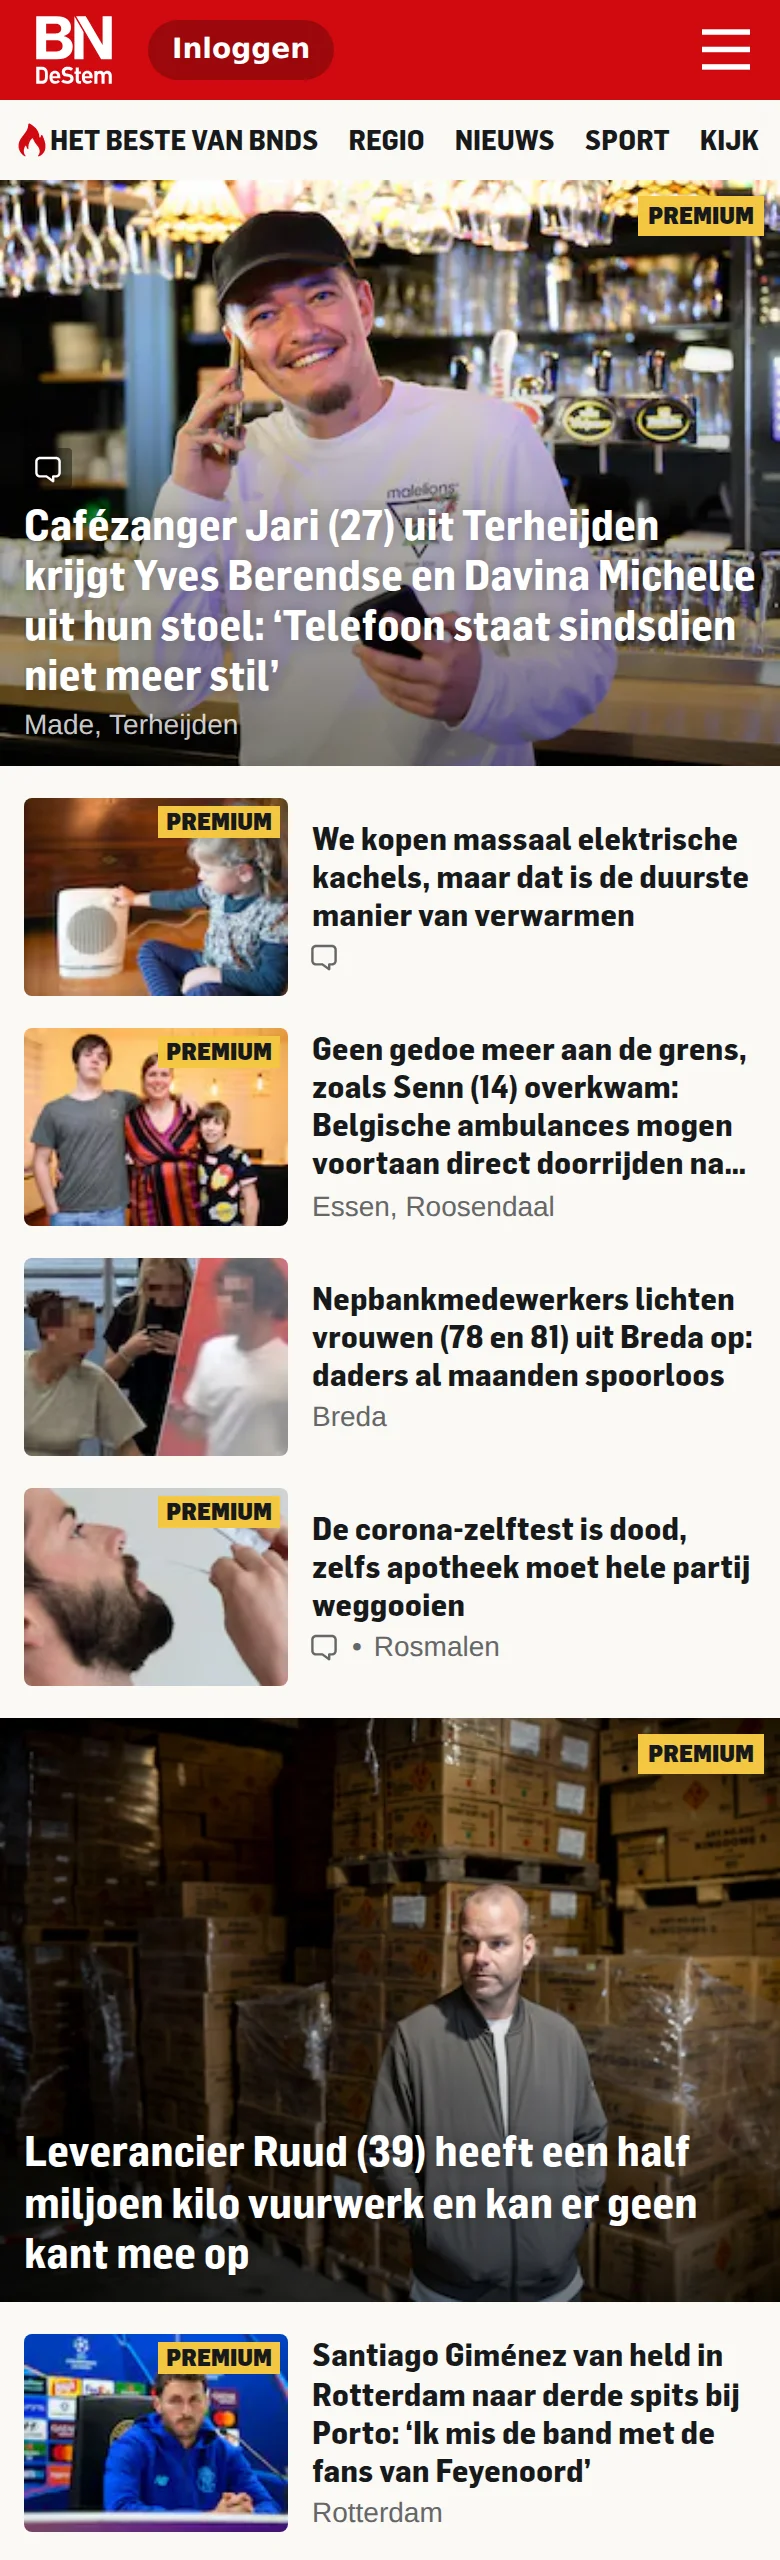 BN
DeStem
Inloggen
HET BESTE VAN BNDS REGIO NIEUWS SPORT KIJK
PREMIUM
malelions
Cafézanger Jari (27) uit Terheijden
krijgt Yves Berendse en Davina Michelle
uit hun stoel: ‘Telefoon staat sindsdien
niet meer stil’
Made, Terheijden
PREMIUM
We kopen massaal elektrische
kachels, maar dat is de duurste
manier van verwarmen
PREMIUM
Geen gedoe meer aan de grens,
zoals Senn (14) overkwam:
Belgische ambulances mogen
voortaan direct doorrijden na...
Essen, Roosendaal
Nepbankmedewerkers lichten
vrouwen (78 en 81) uit Breda op:
daders al maanden spoorloos
Breda
PREMIUM
De corona-zelftest is dood,
zelfs apotheek moet hele partij
weggooien
• Rosmalen
PREMIUM
Leverancier Ruud (39) heeft een half
miljoen kilo vuurwerk en kan er geen
kant mee op
PREMIUM
Santiago Giménez van held in
Rotterdam naar derde spits bij
Porto: ‘Ik mis de band met de
fans van Feyenoord’
Rotterdam